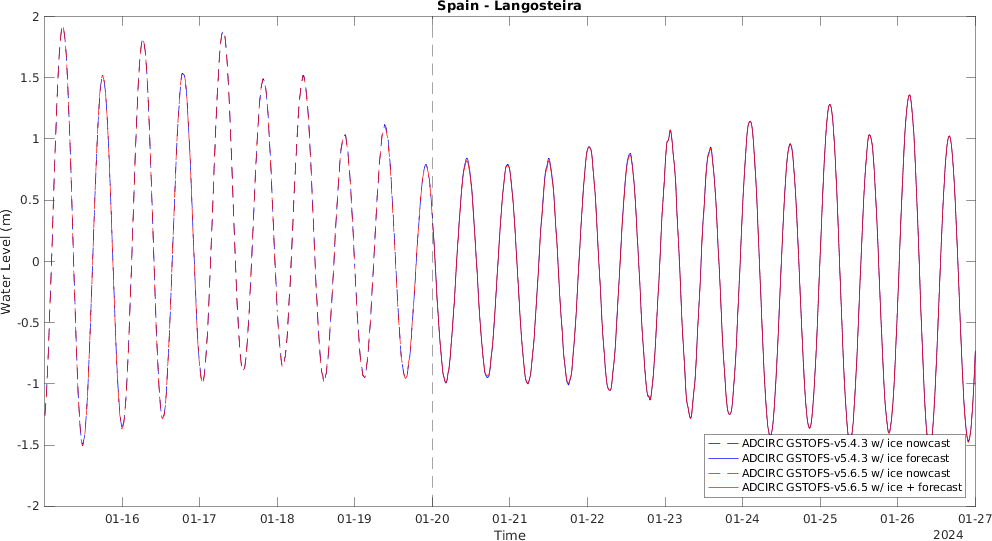 Spain - Langosteira
2
1.5
1
0.5
0
-0.5
-1
-1.5
-2
Water Level (m)
ADCIRC GSTOFS-v5.4.3 w/ ice nowcast
ADCIRC GSTOFS-v5.4.3 w/ ice forecast
ADCIRC GSTOFS-v5.6.5 w/ ice nowcast
ADCIRC GSTOFS-v5.6.5 w/ ice + forecast
01-16 01-17 01-18 01-19 01-20 01-21 01-22 01-23 01-24 01-25 01-26 01-27
Time
2024